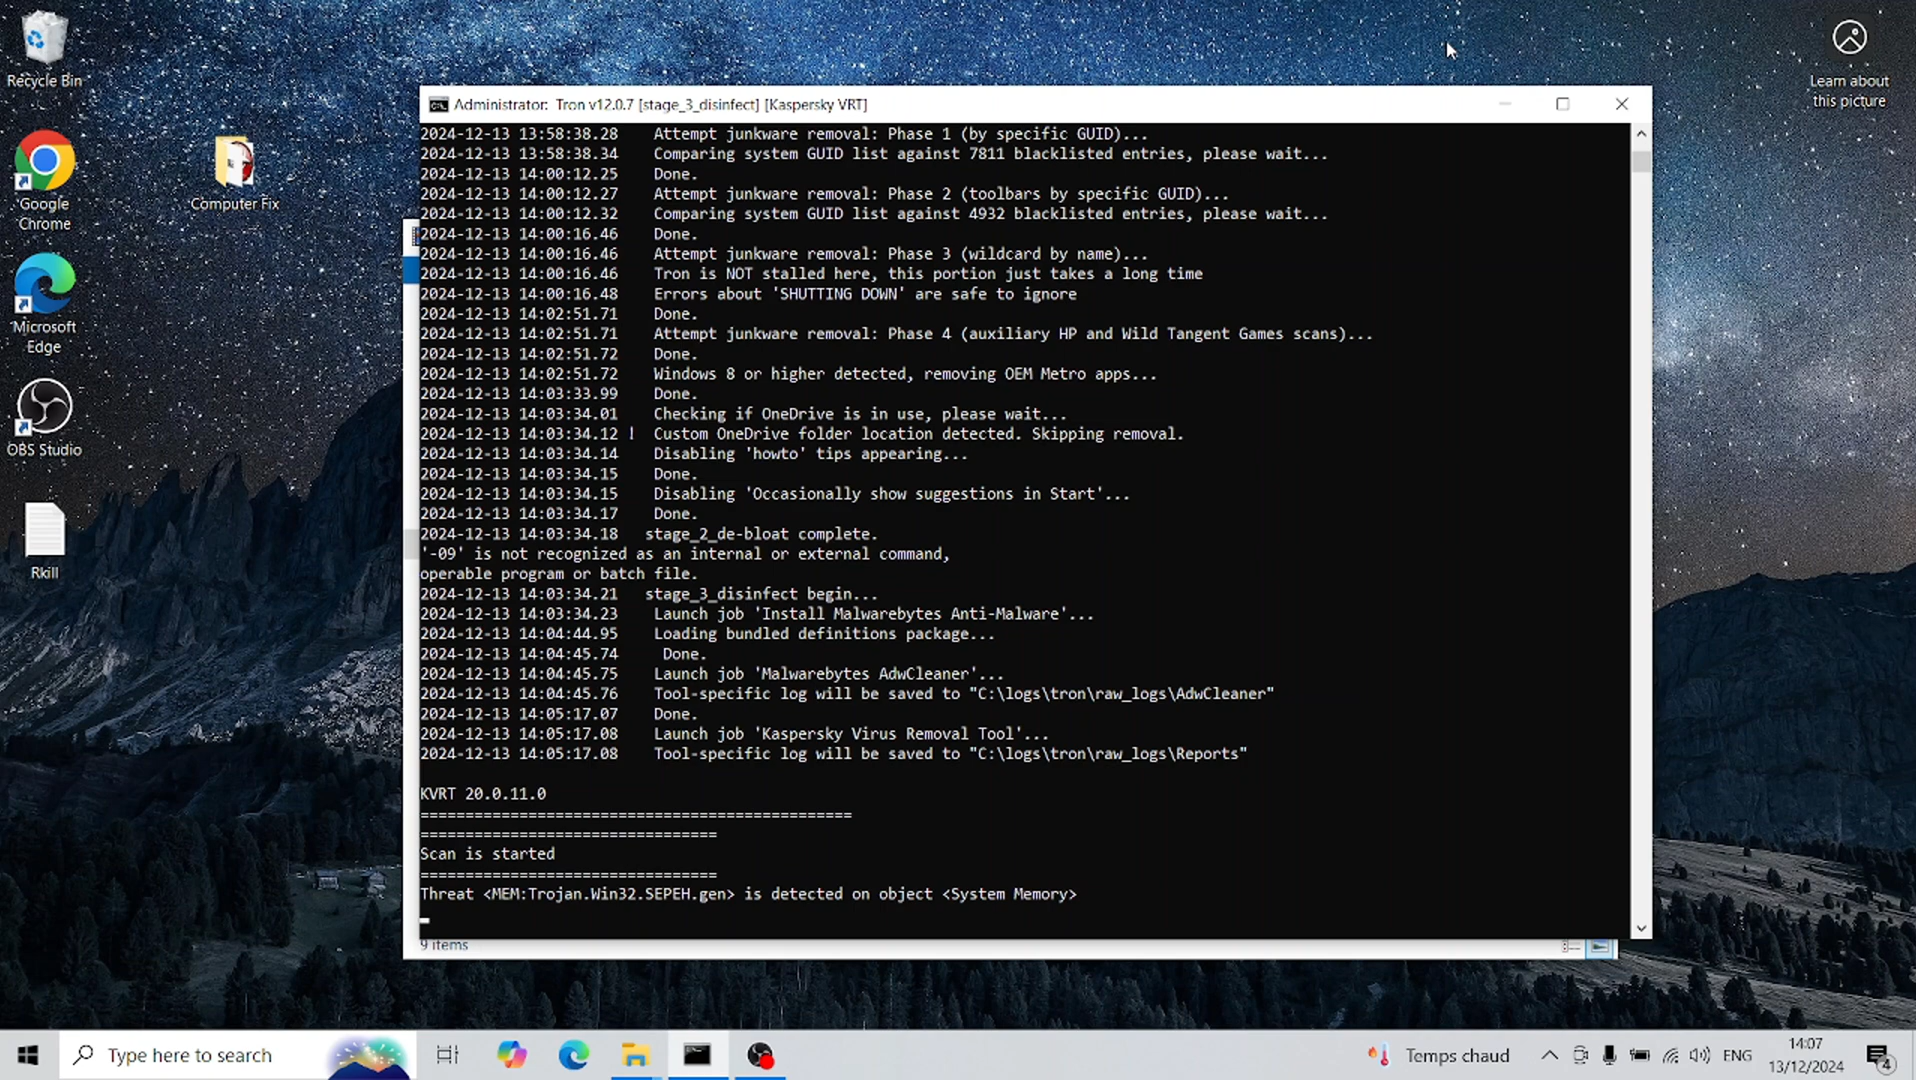 Recycle Bin
Google
Chrome
Microsoft
Edge
OBS Studio
Rkill
Computer Fix
Learn about
this picture
Administrator:  Tron v12.0.7 [stage_3_disinfect] [Kaspersky VRT]
2024-12-13 13:58:38.28    Attempt junkware removal: Phase 1 (by specific GUID)...
2024-12-13 13:58:38.34    Comparing system GUID list against 7811 blacklisted entries, please wait...
2024-12-13 14:00:12.25    Done.
2024-12-13 14:00:12.27    Attempt junkware removal: Phase 2 (toolbars by specific GUID)...
2024-12-13 14:00:12.32    Comparing system GUID list against 4932 blacklisted entries, please wait...
2024-12-13 14:00:16.46    Done.
2024-12-13 14:00:16.46    Attempt junkware removal: Phase 3 (wildcard by name)...
2024-12-13 14:00:16.46    Tron is NOT stalled here, this portion just takes a long time
2024-12-13 14:00:16.48    Errors about 'SHUTTING DOWN' are safe to ignore
2024-12-13 14:02:51.71    Done.
2024-12-13 14:02:51.71    Attempt junkware removal: Phase 4 (auxiliary HP and Wild Tangent Games scans)...
2024-12-13 14:02:51.72    Done.
2024-12-13 14:02:51.72    Windows 8 or higher detected, removing OEM Metro apps...
2024-12-13 14:03:33.99    Done.
2024-12-13 14:03:34.01    Checking if OneDrive is in use, please wait...
2024-12-13 14:03:34.12 !  Custom OneDrive folder location detected. Skipping removal.
2024-12-13 14:03:34.14    Disabling 'howto' tips appearing...
2024-12-13 14:03:34.15    Done.
2024-12-13 14:03:34.15    Disabling 'Occasionally show suggestions in Start'...
2024-12-13 14:03:34.17    Done.
2024-12-13 14:03:34.18   stage_2_de-bloat complete.
'-09' is not recognized as an internal or external command,
operable program or batch file.
2024-12-13 14:03:34.21   stage_3_disinfect begin...
2024-12-13 14:03:34.23    Launch job 'Install Malwarebytes Anti-Malware'...
2024-12-13 14:04:44.95    Loading bundled definitions package...
2024-12-13 14:04:45.74     Done.
2024-12-13 14:04:45.75    Launch job 'Malwarebytes AdwCleaner'...
2024-12-13 14:04:45.76    Tool-specific log will be saved to "C:\logs\tron\raw_logs\AdwCleaner"
2024-12-13 14:05:17.07    Done.
2024-12-13 14:05:17.08    Launch job 'Kaspersky Virus Removal Tool'...
2024-12-13 14:05:17.08    Tool-specific log will be saved to "C:\logs\tron\raw_logs\Reports"
KVRT 20.0.11.0
================================================
=================================
Scan is started
=================================
Threat <MEM:Trojan.Win32.SEPEH.gen> is detected on object <System Memory>
9 items
Type here to search
Temps chaud
ENG
14:07
13/12/2024
4